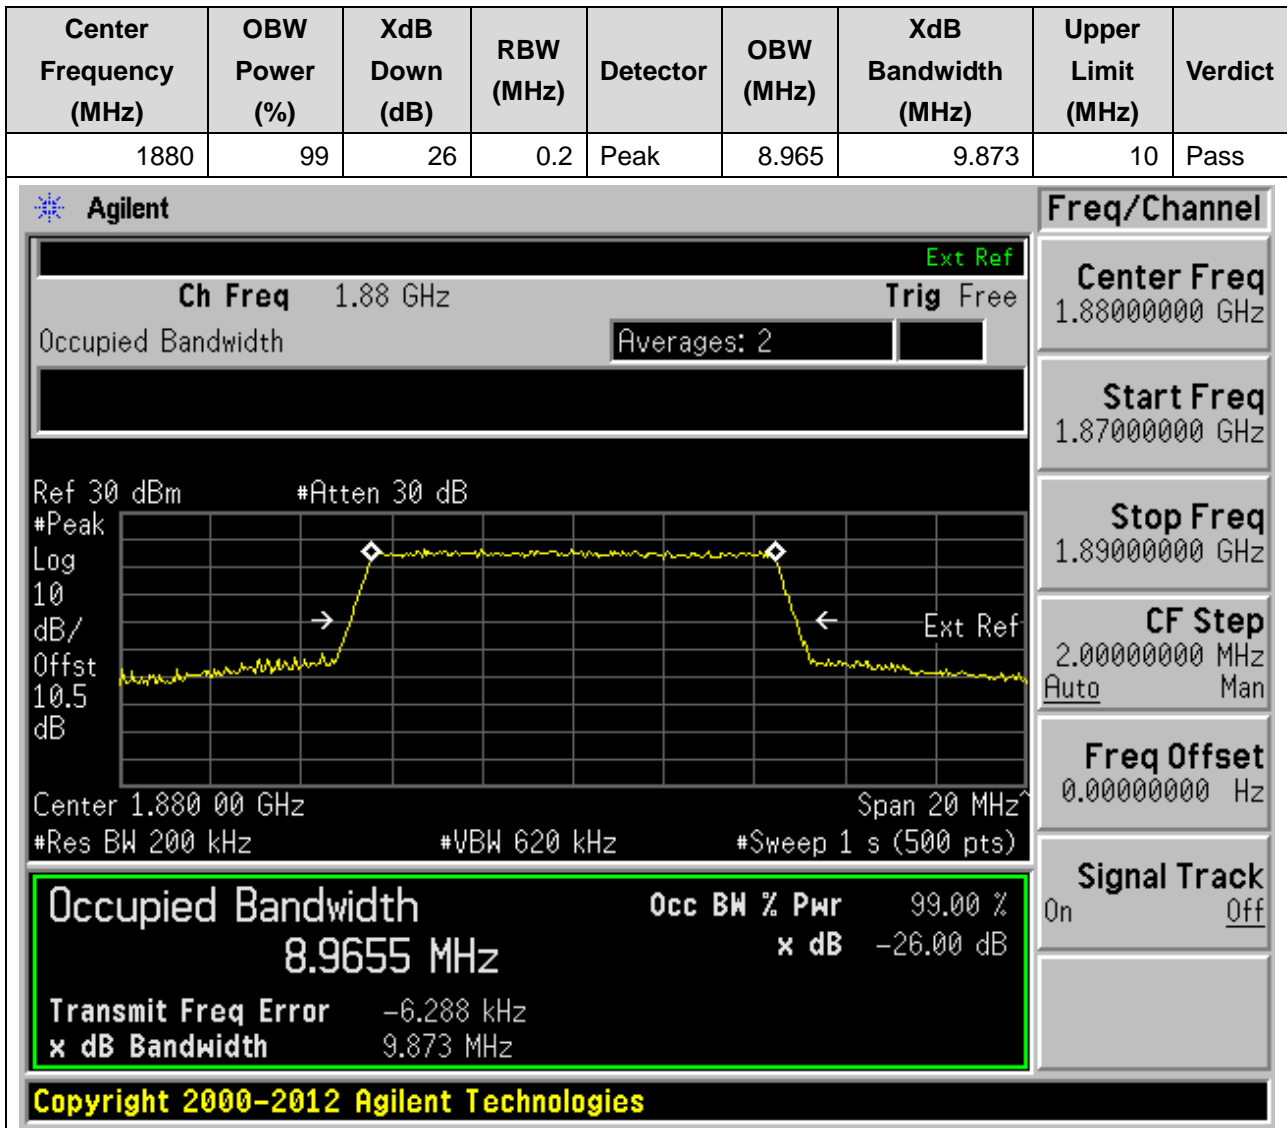 Center Frequency (MHz) OBW Power (%) XdB Down (dB) RBW (MHz) Detector OBW (MHz) XdB Bandwidth (MHz) Upper Limit (MHz) Verdict
1880 99 26 0.2 Peak 8.965 9.873 10 Pass
Agilent
Freq/Channel
Ext Ref
Ch Freq 1.88 GHz Trig Free
Occupied Bandwidth Averages: 2
Center Freq
1.88000000 GHz
Start Freq
1.87000000 GHz
Stop Freq
1.89000000 GHz
CF Step
2.00000000 MHz
Auto Man
Freq Offset
0.00000000 Hz
Signal Track
On Off
Ref 30 dBm #Atten 30 dB
#Peak
Log
10
dB/
Offst
10.5
dB
Ext Ref
Center 1.880 00 GHz Span 20 MHz^
#Res BW 200 kHz #VBW 620 kHz #Sweep 1 s (500 pts)
Occupied Bandwidth
8.9655 MHz
Occ BW % Pwr 99.00 %
x dB -26.00 dB
Transmit Freq Error -6.288 kHz
x dB Bandwidth 9.873 MHz
Copyright 2000-2012 Agilent Technologies